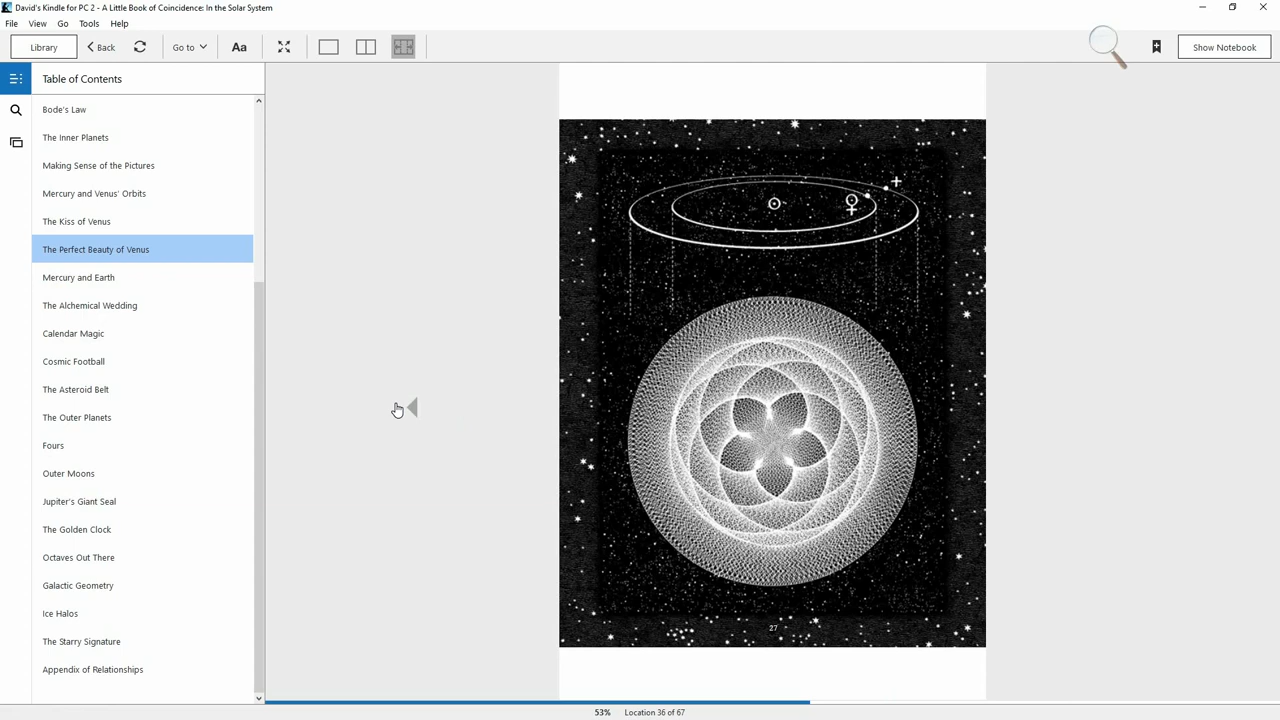 David's Kindle for PC 2 - A Little Book of Coincidence: In the Solar System
File View Go Tools Help
Library Back Go to Aa Show Notebook
Table of Contents
Bode's Law
The Inner Planets
Making Sense of the Pictures
Mercury and Venus' Orbits
The Kiss of Venus
The Perfect Beauty of Venus
Mercury and Earth
The Alchemical Wedding
Calendar Magic
Cosmic Football
The Asteroid Belt
The Outer Planets
Fours
Outer Moons
Jupiter's Giant Seal
The Golden Clock
Octaves Out There
Galactic Geometry
Ice Halos
The Starry Signature
Appendix of Relationships
27
53% Location 36 of 67